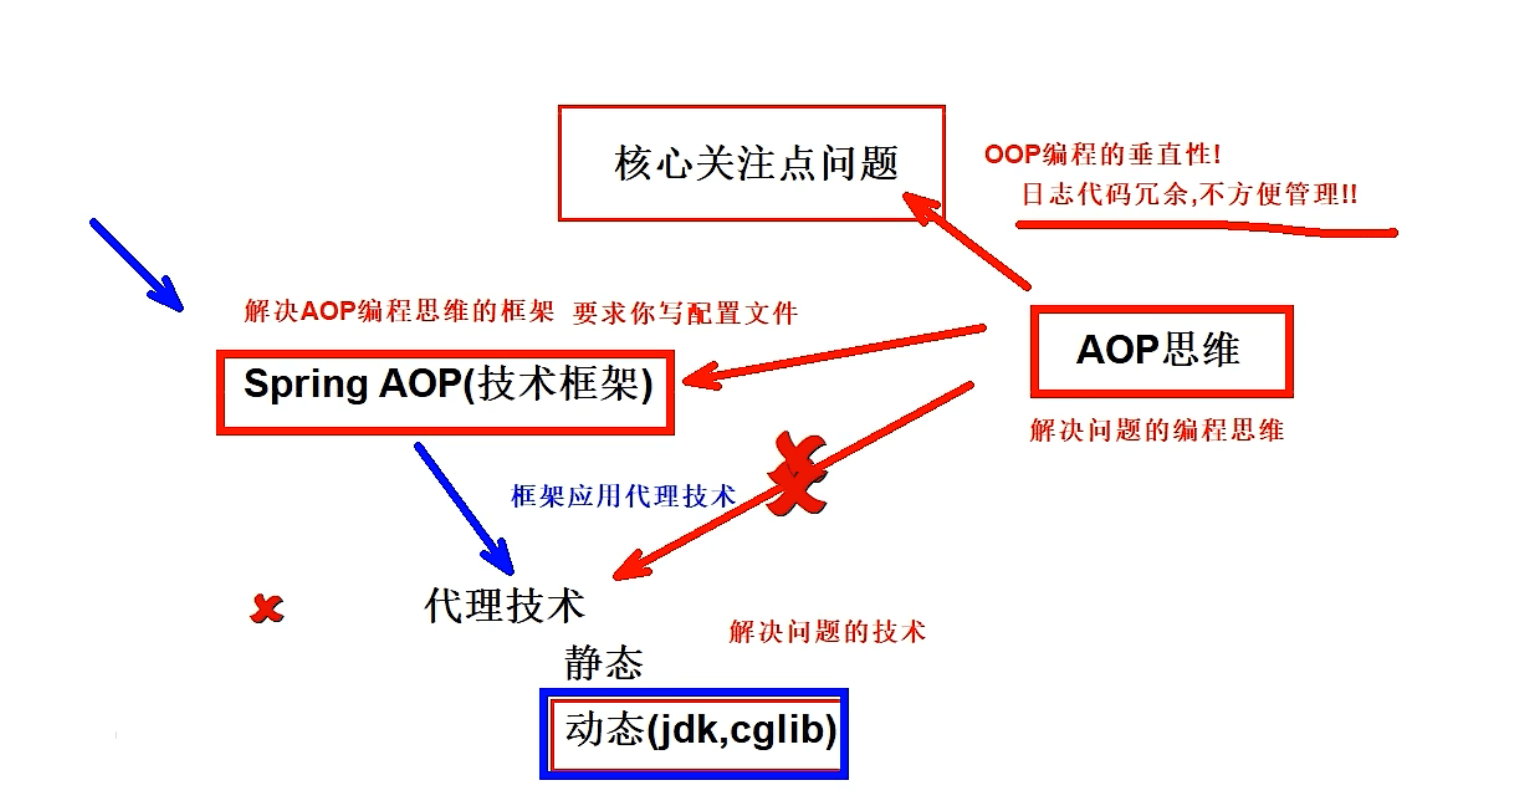 核心关注点问题
OOP编程的垂直性!
日志代码冗余,不方便管理!!
解决AOP编程思维的框架 要求你写配置文件
Spring AOP(技术框架)
AOP思维
解决问题的编程思维
框架应用代理技术
代理技术
解决问题的技术
静态
动态(jdk,cglib)